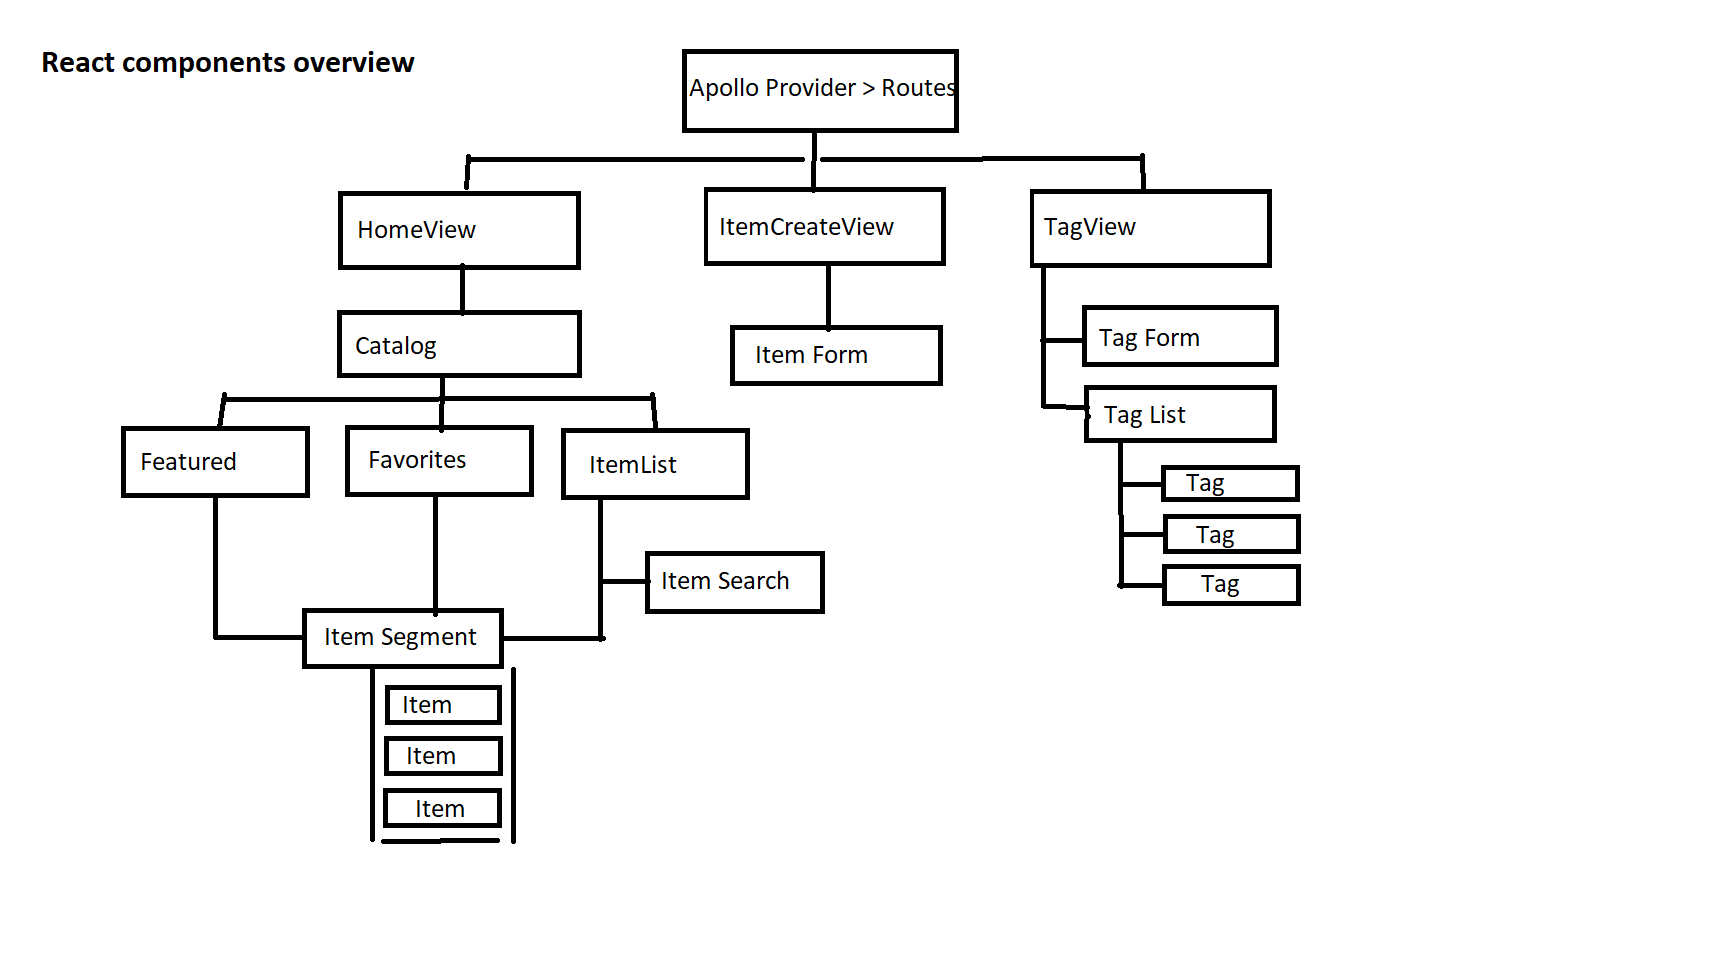 React components overview
Apollo Provider > Routes
HomeView
ItemCreateView
TagView
Catalog
Item Form
Tag Form
Tag List
Featured
Favorites
ItemList
Tag
Tag
Tag
Item Search
Item Segment
Item
Item
Item